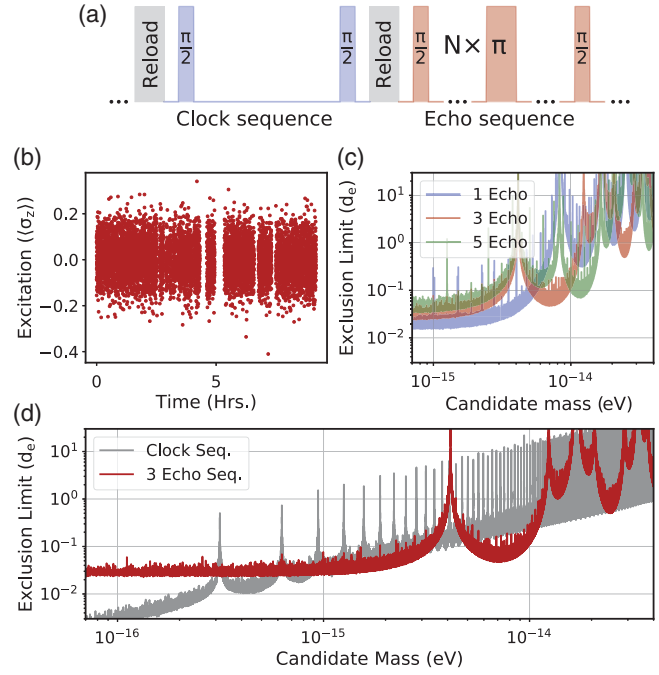 (a)
Reload
π/2
π/2
Reload
π/2
N× π
π/2
...
...
...
...
Clock sequence
Echo sequence
(b)
Excitation (⟨σz⟩)
0.2
0.0
−0.2
−0.4
0
5
Time (Hrs.)
(c)
Exclusion Limit (de)
10¹
10⁰
10⁻¹
10⁻²
1 Echo
3 Echo
5 Echo
10⁻¹⁵
10⁻¹⁴
Candidate mass (eV)
(d)
Exclusion Limit (de)
10¹
10⁰
10⁻¹
10⁻²
Clock Seq.
3 Echo Seq.
10⁻¹⁶
10⁻¹⁵
10⁻¹⁴
Candidate Mass (eV)